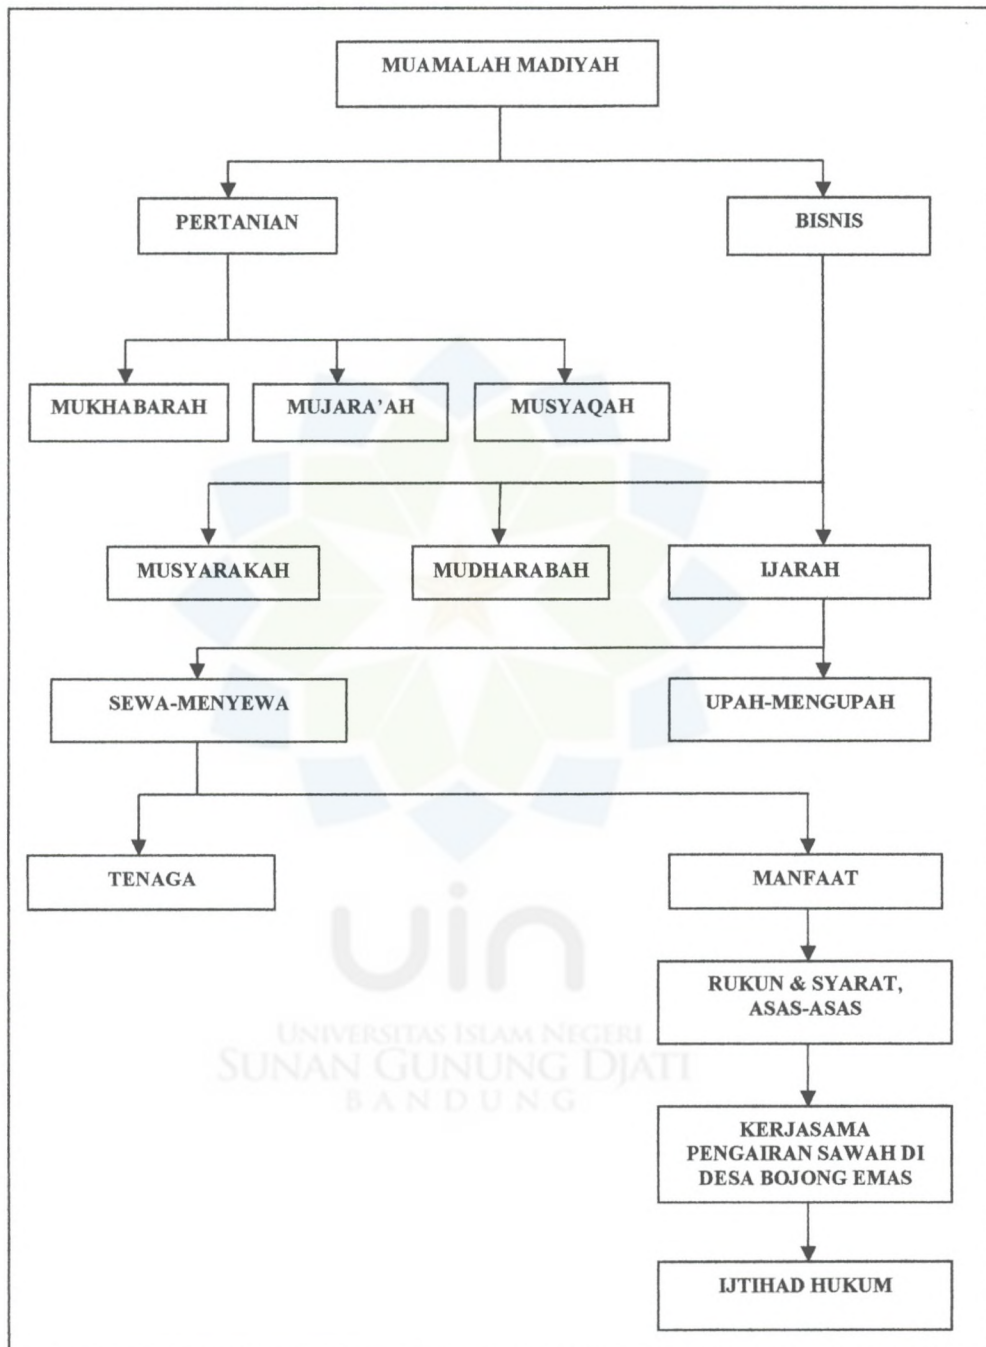 MUAMALAH MADIYAH
PERTANIAN
BISNIS
MUKHABARAH
MUJARA'AH
MUSYAQAH
MUSYARAKAH
MUDHARABAH
IJARAH
SEWA-MENYEWA
UPAH-MENGUPAH
TENAGA
MANFAAT
RUKUN & SYARAT,
ASAS-ASAS
KERJASAMA
PENGAIRAN SAWAH DI
DESA BOJONG EMAS
IJTIHAD HUKUM
uin
UNIVERSITAS ISLAM NEGERI
SUNAN GUNUNG DJATI
BANDUNG